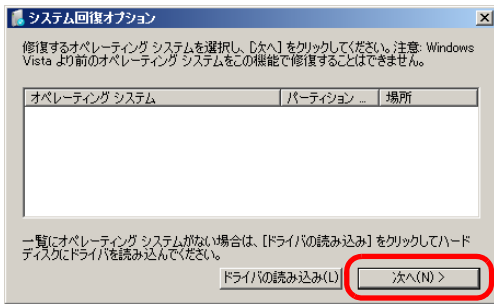 システム回復オプション
修復するオペレーティング システムを選択し、[次へ] をクリックしてください。注意: Windows
Vista より前のオペレーティング システムをこの機能で修復することはできません。
オペレーティング システム パーティション ... 場所
一覧にオペレーティング システムがない場合は、[ドライバの読み込み] をクリックしてハード
ディスクにドライバを読み込んでください。
ドライバの読み込み(L) 次へ(N) >